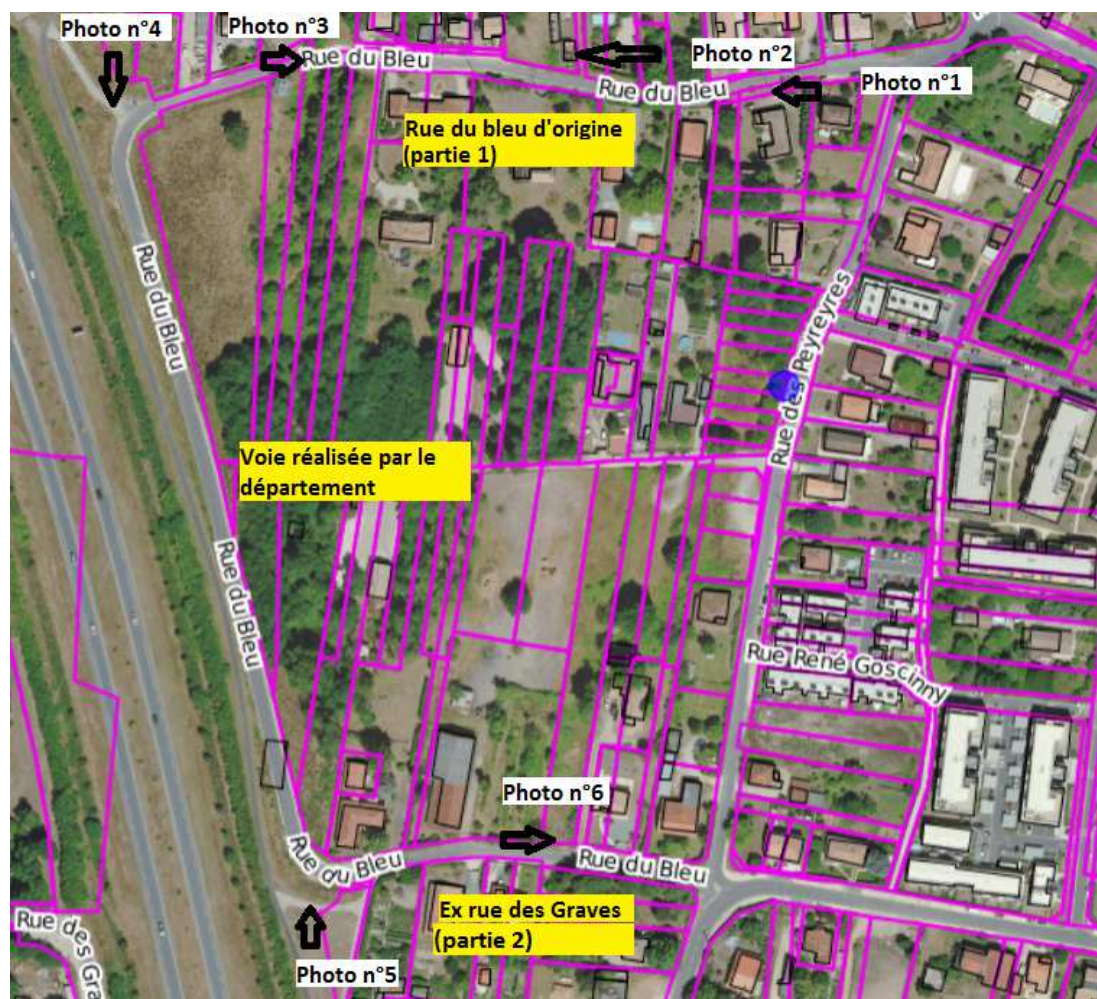 Photo n°4
Photo n°3
Rue du Bleu
Photo n°2
Rue du Bleu
Photo n°1
Rue du bleu d'origine
(partie 1)
Rue du Bleu
Rue des Peyreyres
Voie réalisée par le
département
Rue du Bleu
Rue René Goscinny
Photo n°6
Rue du Bleu
Rue du Bleu
Ex rue des Graves
(partie 2)
Rue des Gra
Photo n°5